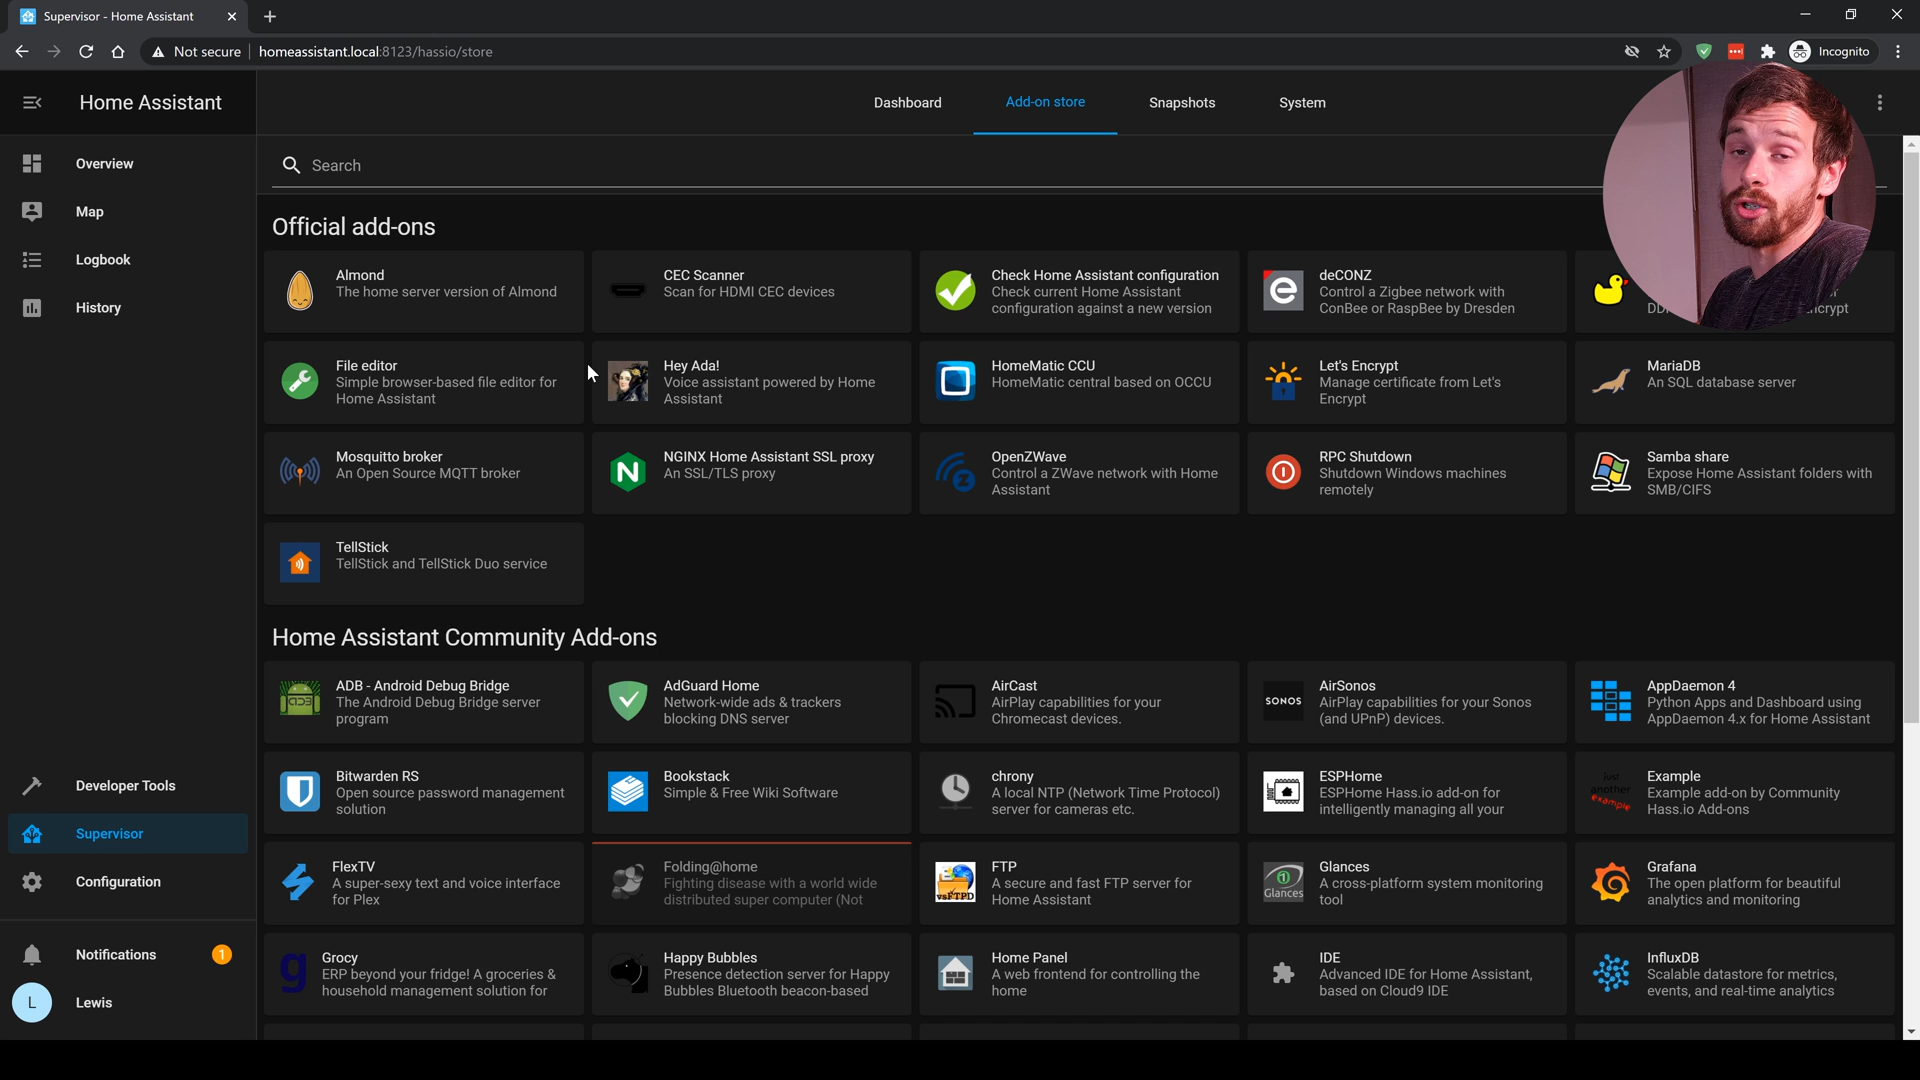 Supervisor - Home Assistant
Not secure
homeassistant.local:8123/hassio/store
Incognito
Home Assistant
Dashboard
Add-on store
Snapshots
System
Overview
Map
Logbook
History
Developer Tools
Supervisor
Configuration
Notifications
1
L
Lewis
Search
Official add-ons
Almond
The home server version of Almond
CEC Scanner
Scan for HDMI CEC devices
Check Home Assistant configuration
Check current Home Assistant
configuration against a new version
deCONZ
Control a Zigbee network with
ConBee or RaspBee by Dresden
File editor
Simple browser-based file editor for
Home Assistant
Hey Ada!
Voice assistant powered by Home
Assistant
HomeMatic CCU
HomeMatic central based on OCCU
Let's Encrypt
Manage certificate from Let's
Encrypt
MariaDB
An SQL database server
Mosquitto broker
An Open Source MQTT broker
N
NGINX Home Assistant SSL proxy
An SSL/TLS proxy
OpenZWave
Control a ZWave network with Home
Assistant
RPC Shutdown
Shutdown Windows machines
remotely
Samba share
Expose Home Assistant folders with
SMB/CIFS
TellStick
TellStick and TellStick Duo service
Home Assistant Community Add-ons
ADB - Android Debug Bridge
The Android Debug Bridge server
program
AdGuard Home
Network-wide ads & trackers
blocking DNS server
AirCast
AirPlay capabilities for your
Chromecast devices.
SONOS
AirSonos
AirPlay capabilities for your Sonos
(and UPnP) devices.
AppDaemon 4
Python Apps and Dashboard using
AppDaemon 4.x for Home Assistant
Bitwarden RS
Open source password management
solution
Bookstack
Simple & Free Wiki Software
chrony
A local NTP (Network Time Protocol)
server for cameras etc.
ESPHome
ESPHome Hass.io add-on for
intelligently managing all your
just
another
example
Example
Example add-on by Community
Hass.io Add-ons
FlexTV
A super-sexy text and voice interface
for Plex
Folding@home
Fighting disease with a world wide
distributed super computer (Not
vsFTPD
FTP
A secure and fast FTP server for
Home Assistant
Glances
Glances
A cross-platform system monitoring
tool
Grafana
The open platform for beautiful
analytics and monitoring
g
Grocy
ERP beyond your fridge! A groceries &
household management solution for
Happy Bubbles
Presence detection server for Happy
Bubbles Bluetooth beacon-based
Home Panel
A web frontend for controlling the
home
IDE
Advanced IDE for Home Assistant,
based on Cloud9 IDE
InfluxDB
Scalable datastore for metrics,
events, and real-time analytics